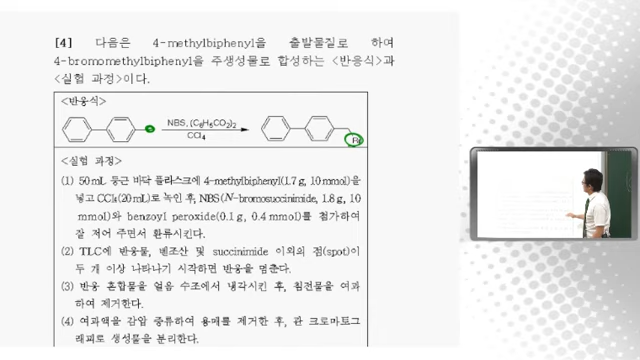 [4] 다음은 4-methylbiphenyl을 출발물질로 하여
4-bromomethylbiphenyl을 주생성물로 합성하는 <반응식>과
<실험 과정>이다.
<반응식>
NBS, (C₆H₅CO₂)₂
CCl₄
Br
<실험 과정>
(1) 50 mL 둥근 바닥 플라스크에 4-methylbiphenyl(1.7 g, 10 mmol)을
넣고 CCl₄(20 mL)로 녹인 후, NBS(N-bromosuccinimide, 1.8 g, 10
mmol)와 benzoyl peroxide(0.1 g, 0.4 mmol)를 첨가하여
잘 저어 주면서 환류시킨다.
(2) TLC에 반응물, 벤조산 및 succinimide 이외의 점(spot)이
두 개 이상 나타나기 시작하면 반응을 멈춘다.
(3) 반응 혼합물을 얼음 수조에서 냉각시킨 후, 침전물을 여과
하여 제거한다.
(4) 여과액을 감압 증류하여 용매를 제거한 후, 관 크로마토그
래피로 생성물을 분리한다.